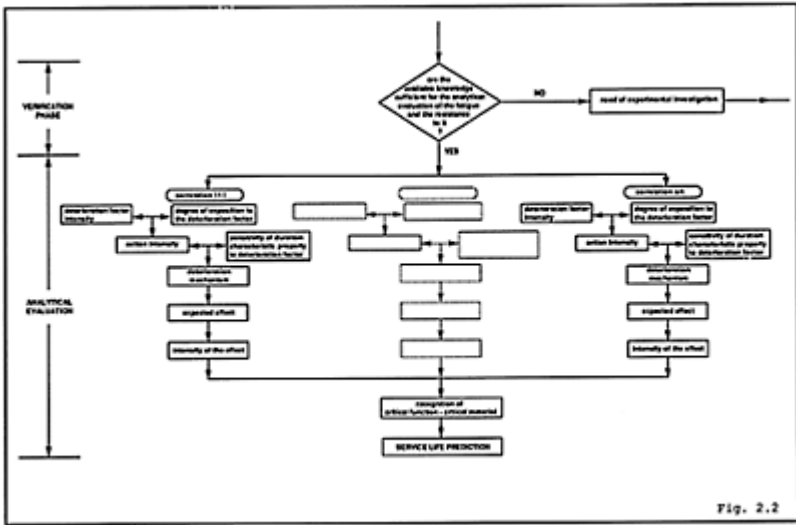 are the
available knowledge
sufficient for the analytical
evaluation of the fatigue
and the resistance
to it
?
NO
need of experimental investigation
YES
VERIFICATION
PHASE
ANALYTICAL
EVALUATION
correlation
deterioration factor
intensity
degree of exposition to
the deterioration factor
action intensity
sensitivity of duration
characteristic property
to deterioration factor
deterioration
mechanism
expected effect
intensity of the effect
correlation
deterioration factor
intensity
degree of exposition to
the deterioration factor
action intensity
sensitivity of duration
characteristic property
to deterioration factor
deterioration
mechanism
expected effect
intensity of the effect
recognition of
critical function - critical material
SERVICE LIFE PREDICTION
Fig. 2.2